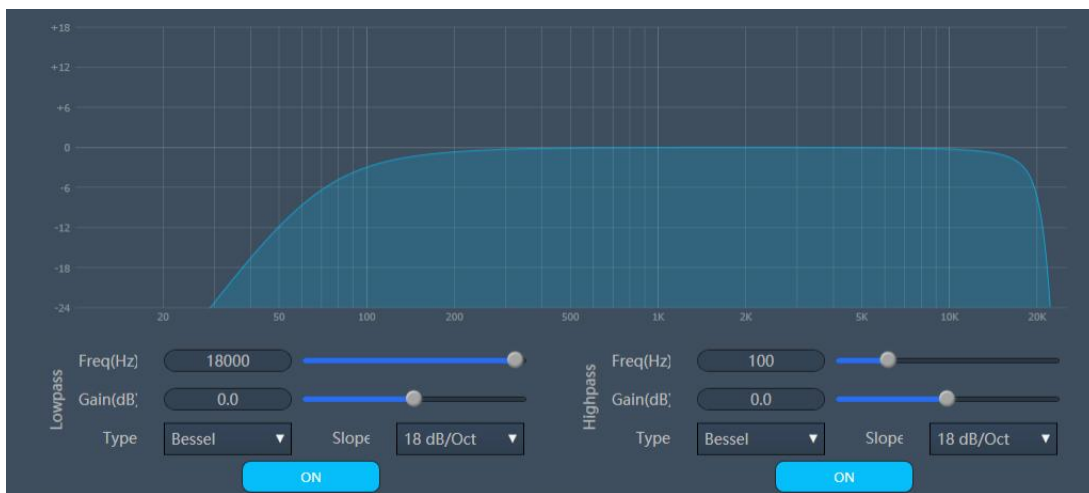 +18
+12
+6
0
-6
-12
-18
-24
20 50 100 200 500 1K 2K 5K 10K 20K
Lowpass
Freq(Hz) 18000
Gain(dB) 0.0
Type Bessel Slope 18 dB/Oct
ON
Highpass
Freq(Hz) 100
Gain(dB) 0.0
Type Bessel Slope 18 dB/Oct
ON